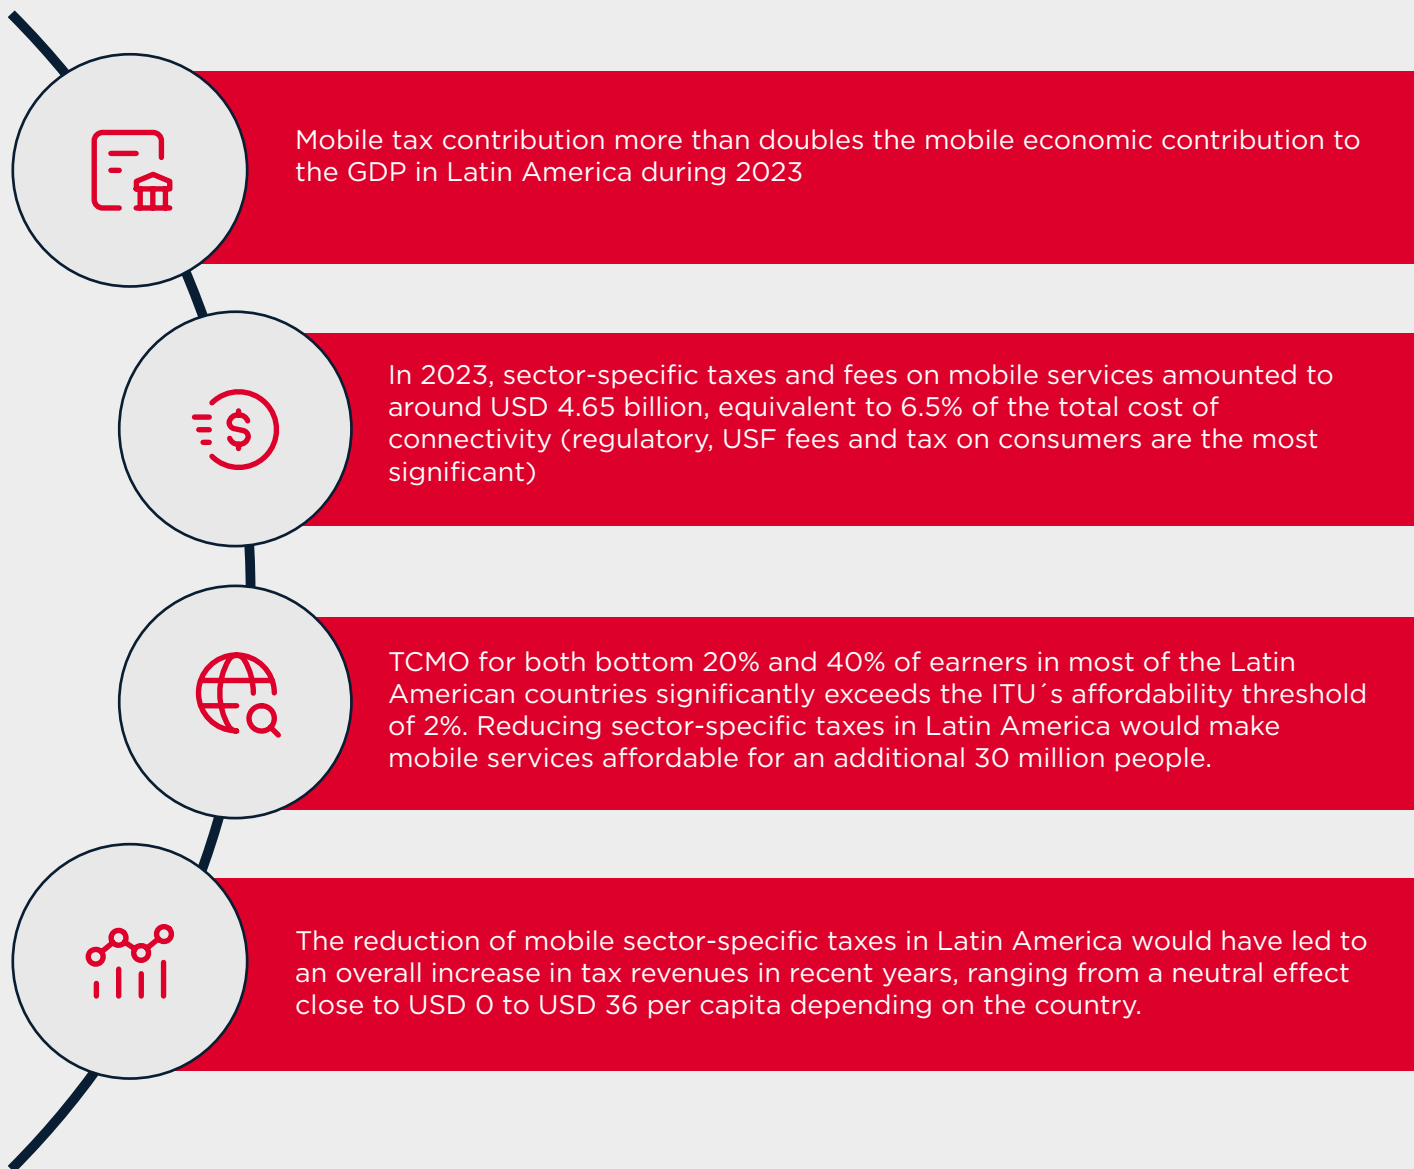 Mobile tax contribution more than doubles the mobile economic contribution to
the GDP in Latin America during 2023
In 2023, sector-specific taxes and fees on mobile services amounted to
around USD 4.65 billion, equivalent to 6.5% of the total cost of
connectivity (regulatory, USF fees and tax on consumers are the most
significant)
TCMO for both bottom 20% and 40% of earners in most of the Latin
American countries significantly exceeds the ITU´s affordability threshold
of 2%. Reducing sector-specific taxes in Latin America would make
mobile services affordable for an additional 30 million people.
The reduction of mobile sector-specific taxes in Latin America would have led to
an overall increase in tax revenues in recent years, ranging from a neutral effect
close to USD 0 to USD 36 per capita depending on the country.